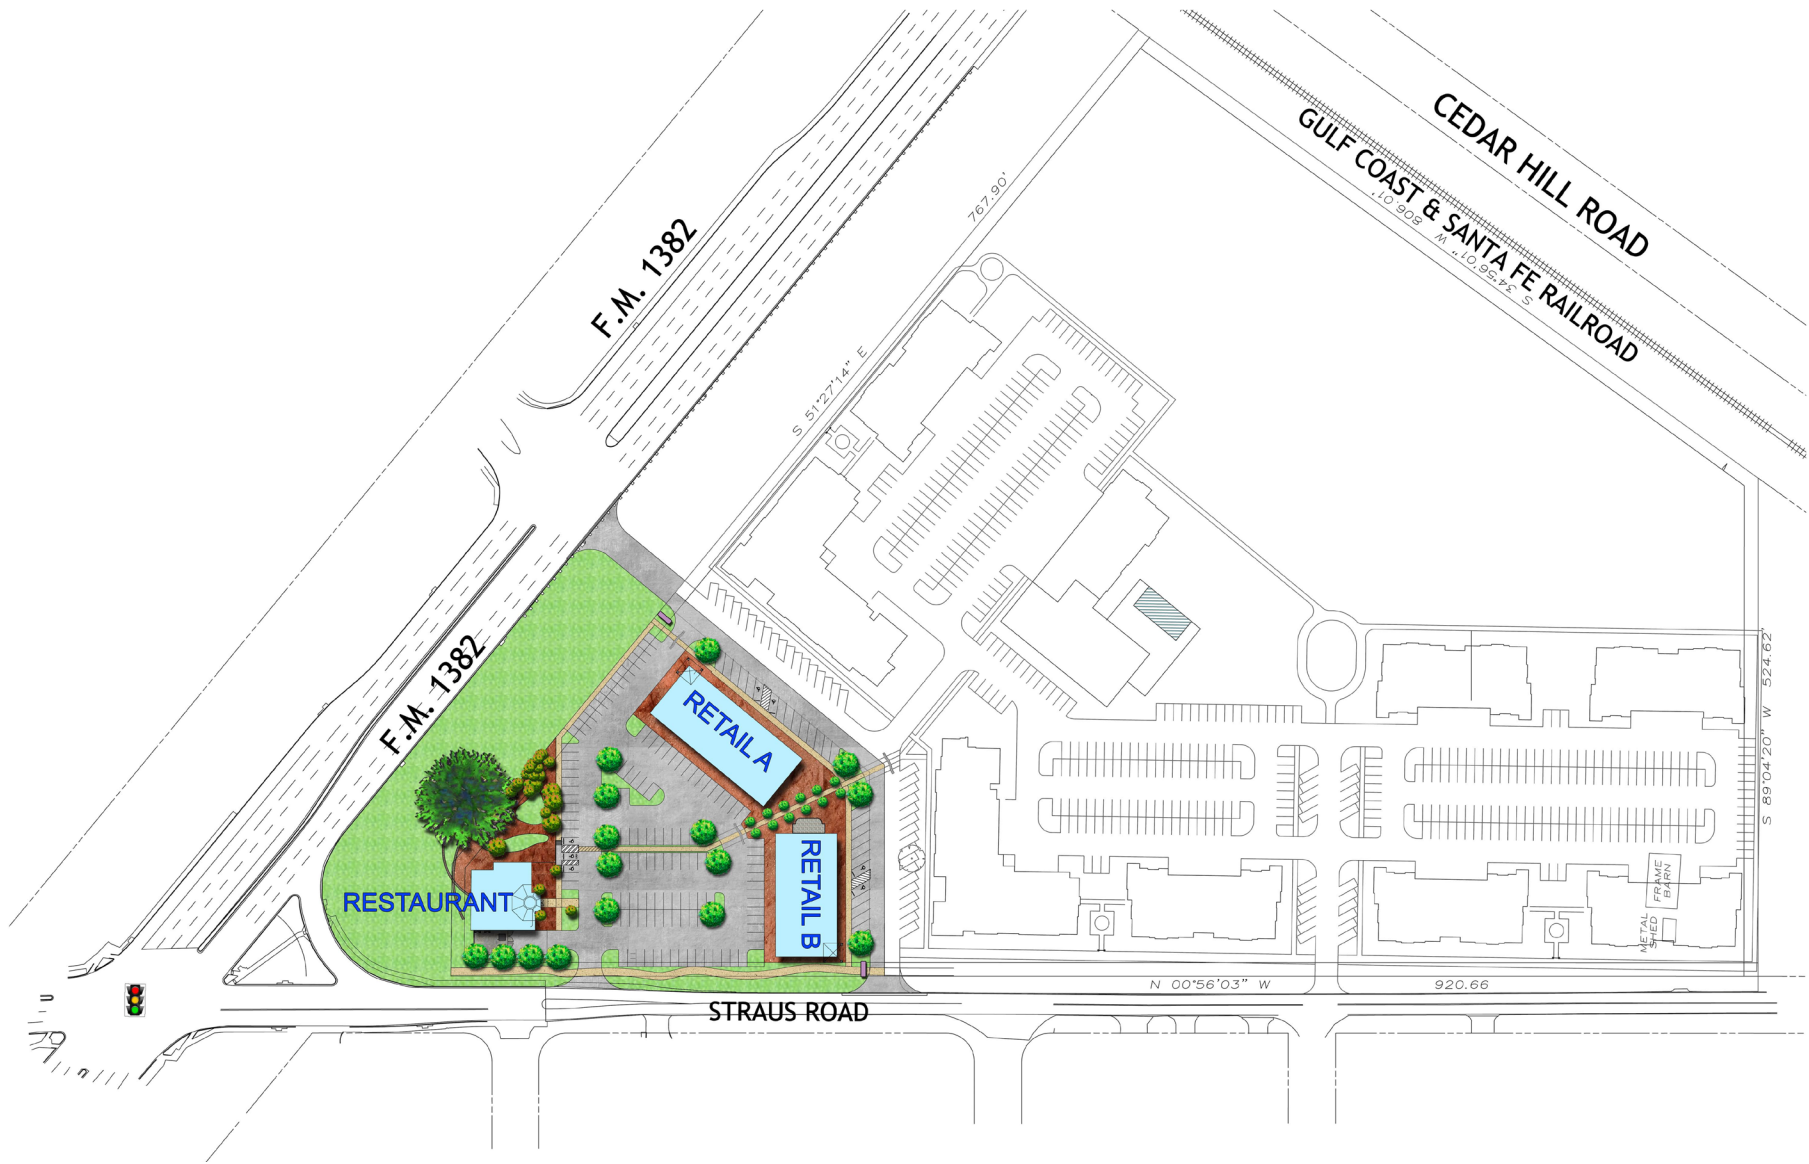 CEDAR HILL ROAD
GULF COAST & SANTA FE RAILROAD
S 34°56'01" W 806.01'
767.90'
F.M. 1382
S 51°27'14" E
F.M. 1382
RETAIL A
RETAIL B
RESTAURANT
S 89°04'20" W 524.62'
FRAME
BARN
METAL
SHED
N 00°56'03" W 920.66
STRAUS ROAD